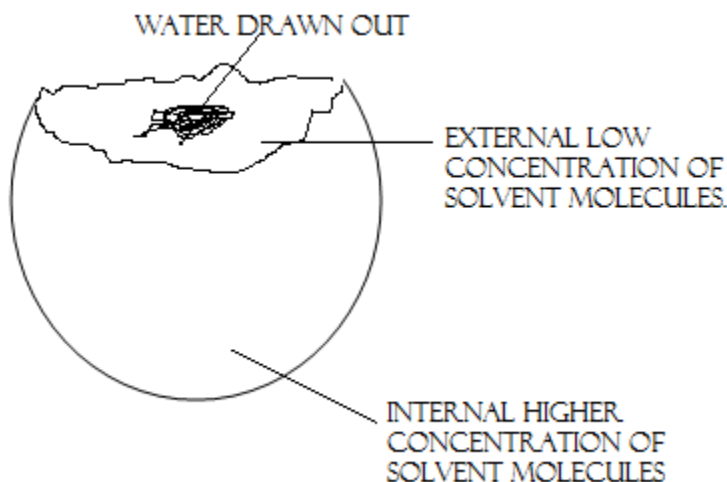 WATER DRAWN OUT
EXTERNAL LOW
CONCENTRATION OF
SOLVENT MOLECULES.
INTERNAL HIGHER
CONCENTRATION OF
SOLVENT MOLECULES